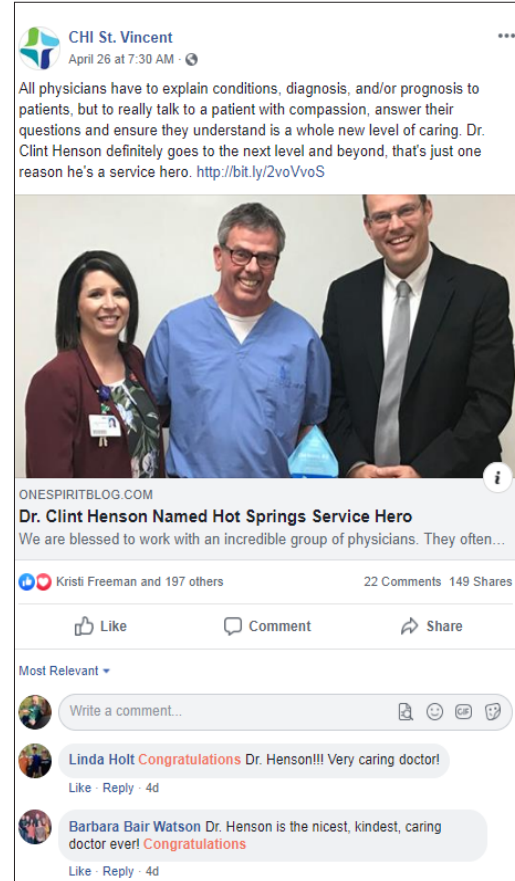 CHI St. Vincent
April 26 at 7:30 AM ·
All physicians have to explain conditions, diagnosis, and/or prognosis to
patients, but to really talk to a patient with compassion, answer their
questions and ensure they understand is a whole new level of caring. Dr.
Clint Henson definitely goes to the next level and beyond, that's just one
reason he's a service hero. http://bit.ly/2voVvoS
i
ONESPIRITBLOG.COM
Dr. Clint Henson Named Hot Springs Service Hero
We are blessed to work with an incredible group of physicians. They often...
Kristi Freeman and 197 others 22 Comments 149 Shares
Like Comment Share
Most Relevant
Write a comment... GIF
Linda Holt Congratulations Dr. Henson!!! Very caring doctor!
Like · Reply · 4d
Barbara Bair Watson Dr. Henson is the nicest, kindest, caring
doctor ever! Congratulations
Like · Reply · 4d